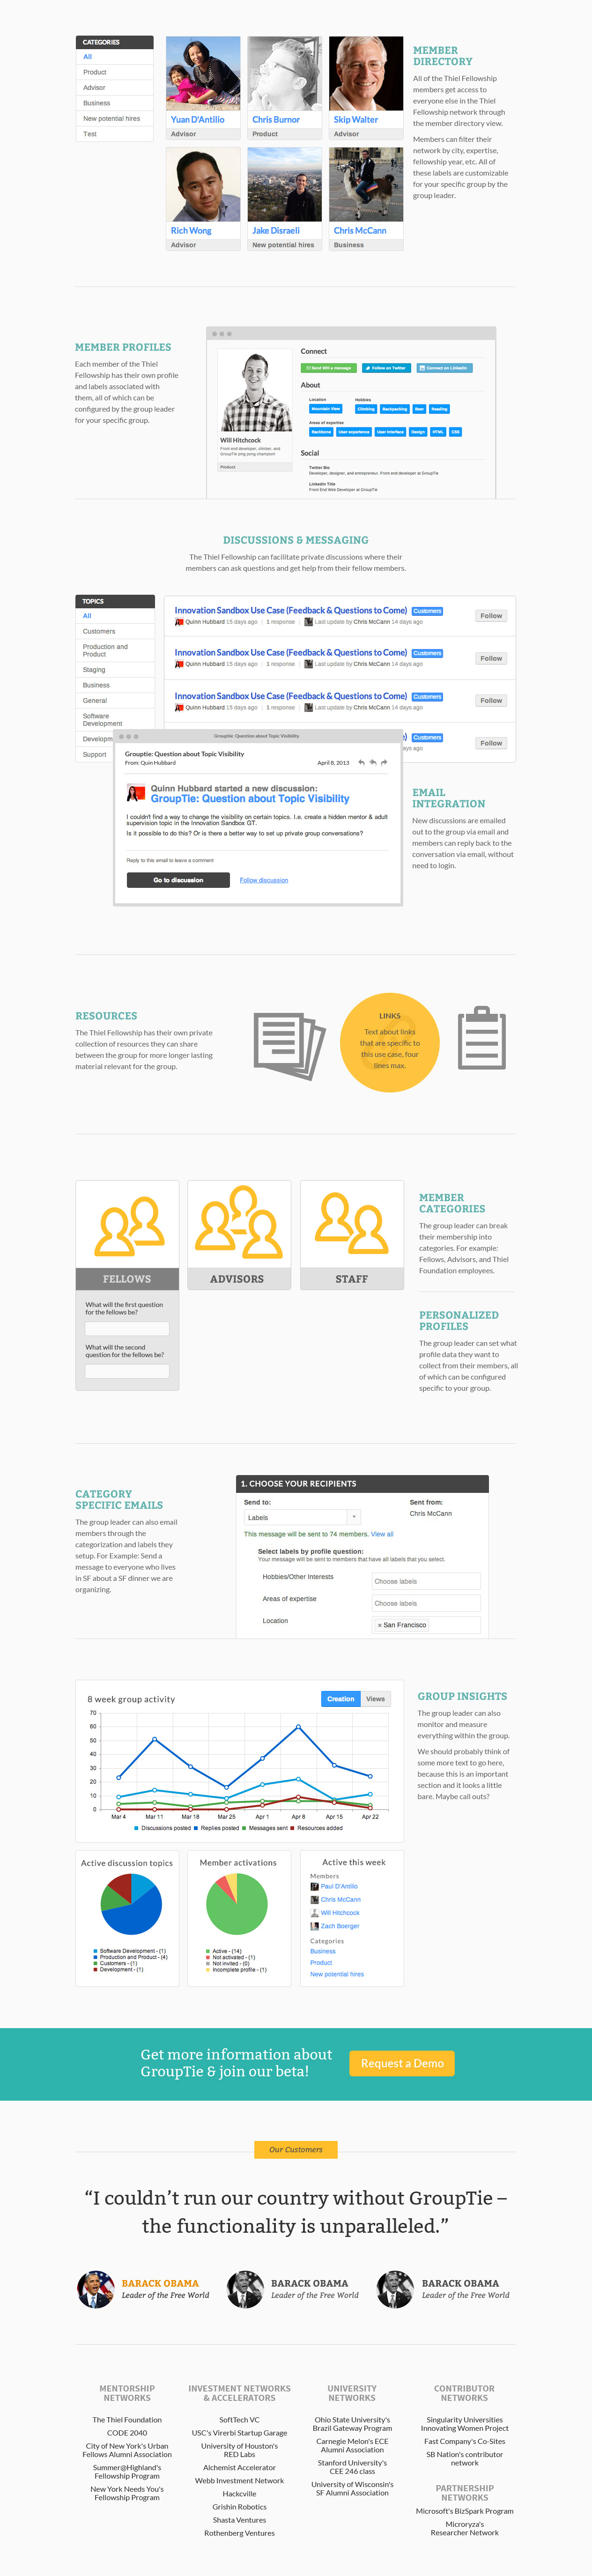 CATEGORIES
All
Product
Advisor
Business
New potential hires
Test
Yuan D'Antilio
Advisor
Chris Burnor
Product
Skip Walter
Advisor
Rich Wong
Advisor
Jake Disraeli
New potential hires
Chris McCann
Business
MEMBER
DIRECTORY
All of the Thiel Fellowship
members get access to
everyone else in the Thiel
Fellowship network through
the member directory view.
Members can filter their
network by city, expertise,
fellowship year, etc. All of
these labels are customizable
for your specific group by the
group leader.
MEMBER PROFILES
Each member of the Thiel
Fellowship has their own profile
and labels associated with
them, all of which can be
configured by the group leader
for your specific group.
Will Hitchcock
Front end developer, climber, and
GroupTie ping pong champion!
Product
Connect
Send Will a message
Follow on Twitter
Connect on LinkedIn
About
Location
Mountain View
Hobbies
Climbing Backpacking Beer Reading
Areas of expertise
Backbone User experience User interface Design HTML CSS
Social
Twitter Bio
Developer, designer, and entrepreneur. Front end developer at GroupTie
LinkedIn Title
Front End Web Developer at GroupTie
DISCUSSIONS & MESSAGING
The Thiel Fellowship can facilitate private discussions where their
members can ask questions and get help from their fellow members.
TOPICS
All
Customers
Production and
Product
Staging
Business
General
Software
Development
Developm
Support
Innovation Sandbox Use Case (Feedback & Questions to Come) Customers
Quinn Hubbard 15 days ago | 1 response | Last update by Chris McCann 14 days ago
Follow
Innovation Sandbox Use Case (Feedback & Questions to Come) Customers
Quinn Hubbard 15 days ago | 1 response | Last update by Chris McCann 14 days ago
Follow
Innovation Sandbox Use Case (Feedback & Questions to Come) Customers
Quinn Hubbard 15 days ago | 1 response | Last update by Chris McCann 14 days ago
Follow
e) Customers
ays ago
Follow
Grouptie: Question about Topic Visibility
Grouptie: Question about Topic Visibility
From: Quin Hubbard
April 8, 2013
Quinn Hubbard started a new discussion:
GroupTie: Question about Topic Visibility
I couldn't find a way to change the visibility on certain topics. I.e. create a hidden mentor & adult
supervision topic in the Innovation Sandbox GT.
Is it possible to do this? Or is there a better way to set up private group conversations?
Reply to this email to leave a comment
Go to discussion
Follow discussion
EMAIL
INTEGRATION
New discussions are emailed
out to the group via email and
members can reply back to the
conversation via email, without
need to login.
RESOURCES
The Thiel Fellowship has their own private
collection of resources they can share
between the group for more longer lasting
material relevant for the group.
LINKS
Text about links
that are specific to
this use case, four
lines max.
FELLOWS
What will the first question
for the fellows be?
What will the second
question for the fellows be?
ADVISORS
STAFF
MEMBER
CATEGORIES
The group leader can break
their membership into
categories. For example:
Fellows, Advisors, and Thiel
Foundation employees.
PERSONALIZED
PROFILES
The group leader can set what
profile data they want to
collect from their members, all
of which can be configured
specific to your group.
CATEGORY
SPECIFIC EMAILS
The group leader can also email
members through the
categorization and labels they
setup. For Example: Send a
message to everyone who lives
in SF about a SF dinner we are
organizing.
1. CHOOSE YOUR RECIPIENTS
Send to:
Labels
Sent from:
Chris McCann
This message will be sent to 74 members. View all
Select labels by profile question:
Your message will be sent to members that have all labels that you select.
Hobbies/Other Interests
Choose labels
Areas of expertise
Choose labels
Location
× San Francisco
8 week group activity
Creation Views
70
60
50
40
30
20
10
0
Mar 4 Mar 11 Mar 18 Mar 25 Apr 1 Apr 8 Apr 15 Apr 22
Discussions posted Replies posted Messages sent Resources added
GROUP INSIGHTS
The group leader can also
monitor and measure
everything within the group.
We should probably think of
some more text to go here,
because this is an important
section and it looks a little
bare. Maybe call outs?
Active discussion topics
Software Development - (1)
Production and Product - (4)
Customers - (1)
Development - (1)
Member activations
Active - (14)
Not activated - (1)
Not invited - (0)
Incomplete profile - (1)
Active this week
Members
Paul D'Antilio
Chris McCann
Will Hitchcock
Zach Boerger
Categories
Business
Product
New potential hires
Get more information about
GroupTie & join our beta!
Request a Demo
Our Customers
“I couldn’t run our country without GroupTie –
the functionality is unparalleled.”
BARACK OBAMA
Leader of the Free World
BARACK OBAMA
Leader of the Free World
BARACK OBAMA
Leader of the Free World
MENTORSHIP
NETWORKS
The Thiel Foundation
CODE 2040
City of New York's Urban
Fellows Alumni Association
Summer@Highland's
Fellowship Program
New York Needs You's
Fellowship Program
INVESTMENT NETWORKS
& ACCELERATORS
SoftTech VC
USC's Virerbi Startup Garage
University of Houston's
RED Labs
Alchemist Accelerator
Webb Investment Network
Hackcville
Grishin Robotics
Shasta Ventures
Rothenberg Ventures
UNIVERSITY
NETWORKS
Ohio State University's
Brazil Gateway Program
Carnegie Melon's ECE
Alumni Association
Stanford University's
CEE 246 class
University of Wisconsin's
SF Alumni Association
CONTRIBUTOR
NETWORKS
Singularity Universities
Innovating Women Project
Fast Company's Co-Sites
SB Nation's contributor
network
PARTNERSHIP
NETWORKS
Microsoft's BizSpark Program
Microryza's
Researcher Network